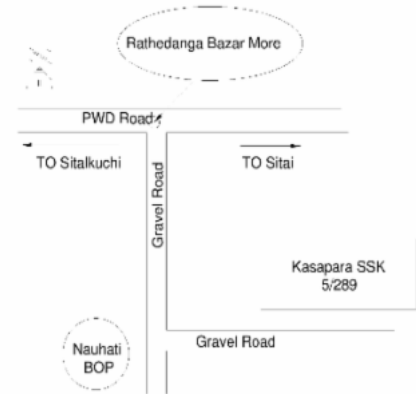 Rathedanga Bazar More
PWD Road
TO Sitalkuchi
TO Sitai
Gravel Road
Kasapara SSK
5/289
Gravel Road
Nauhati
BOP